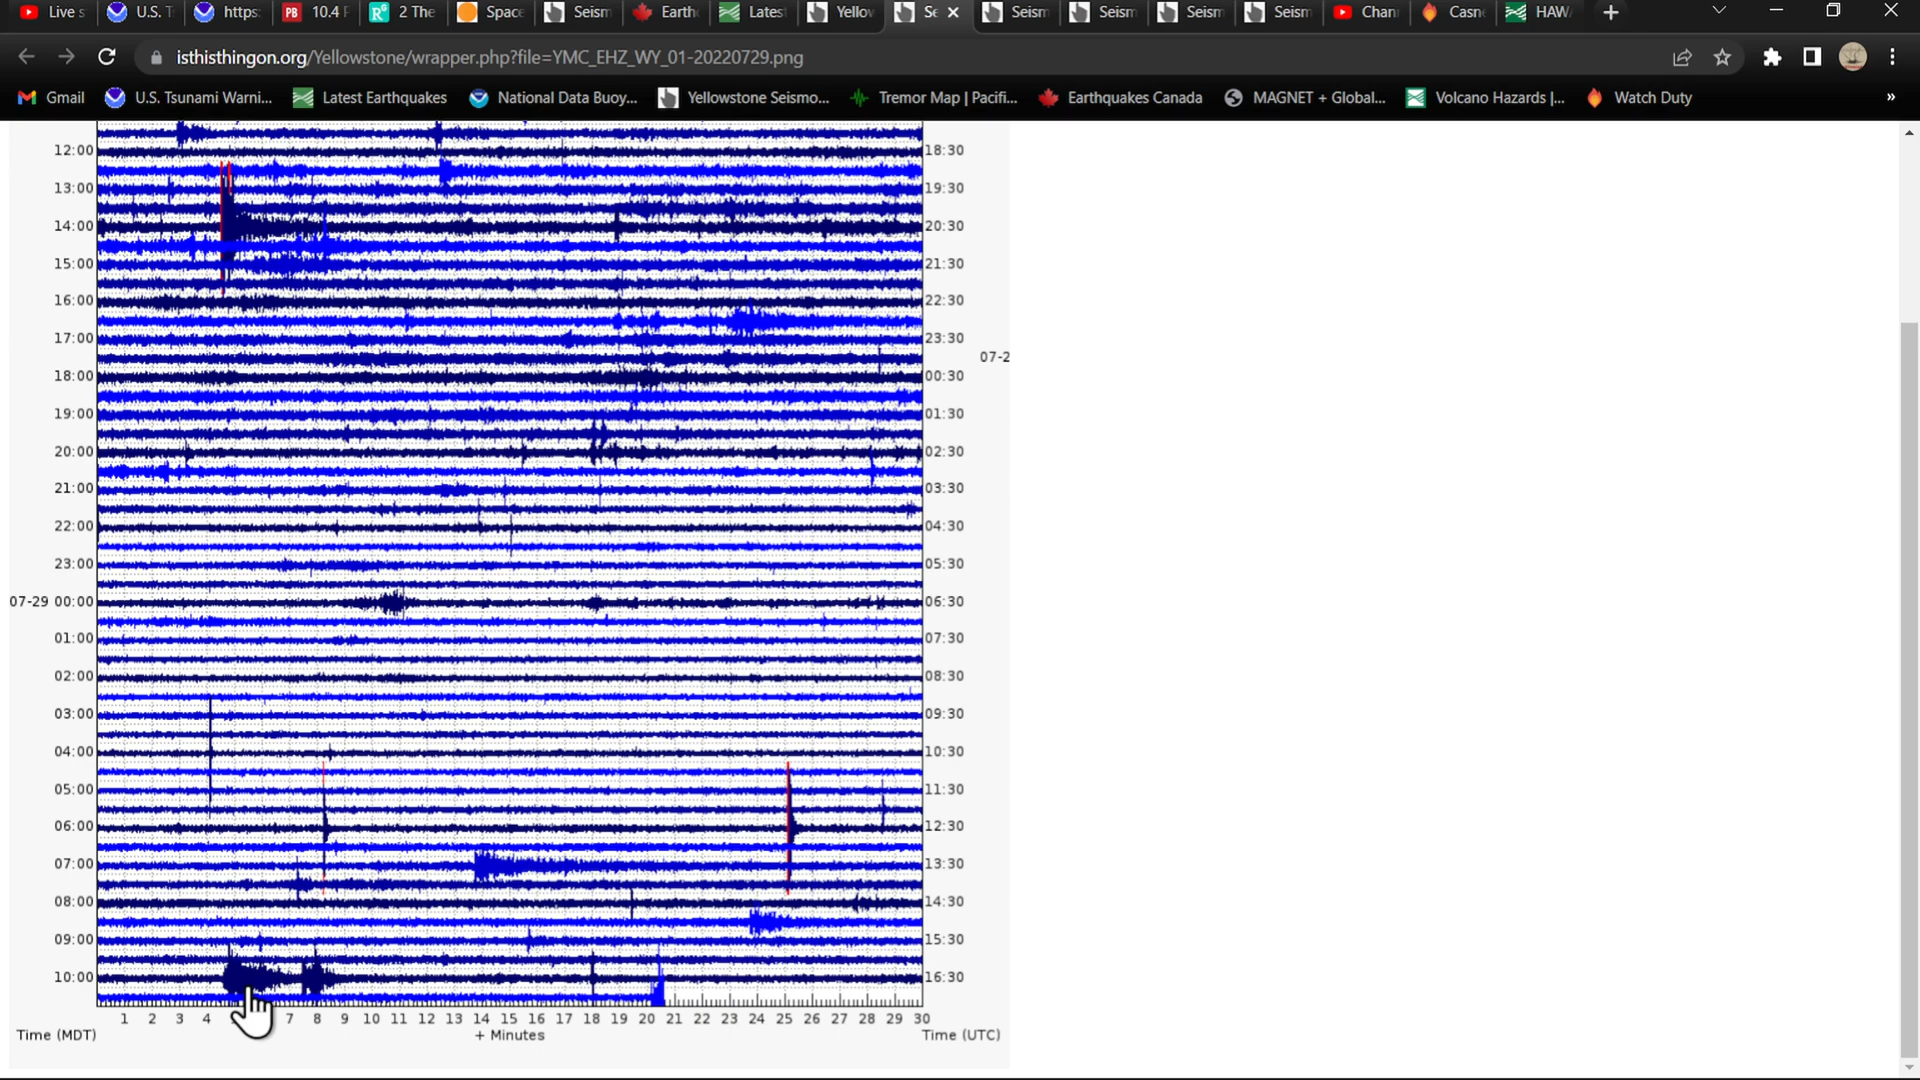 Live s
U.S. T
https:
PB 10.4 F
RG 2 The
Space
Seism
Earth
Latest
Yellow
Se
Seism
Seism
Seism
Seism
Chan
Casn
HAW
isthisthingon.org/Yellowstone/wrapper.php?file=YMC_EHZ_WY_01-20220729.png
Gmail
U.S. Tsunami Warni...
Latest Earthquakes
National Data Buoy...
Yellowstone Seismo...
Tremor Map | Pacifi...
Earthquakes Canada
MAGNET + Global...
Volcano Hazards |...
Watch Duty
»
12:00 18:30
13:00 19:30
14:00 20:30
15:00 21:30
16:00 22:30
17:00 23:30
07-2
18:00 00:30
19:00 01:30
20:00 02:30
21:00 03:30
22:00 04:30
23:00 05:30
07-29 00:00 06:30
01:00 07:30
02:00 08:30
03:00 09:30
04:00 10:30
05:00 11:30
06:00 12:30
07:00 13:30
08:00 14:30
09:00 15:30
10:00 16:30
1 2 3 4 7 8 9 10 11 12 13 14 15 16 17 18 19 20 21 22 23 24 25 26 27 28 29 30
Time (MDT) + Minutes Time (UTC)